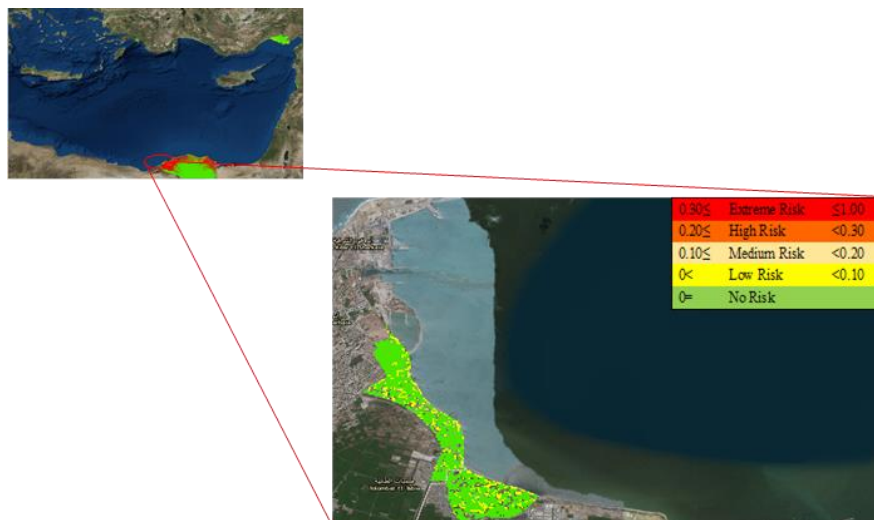 0.30≤ Extreme Risk ≤1.00
0.20≤ High Risk <0.30
0.10≤ Medium Risk <0.20
0< Low Risk <0.10
0= No Risk